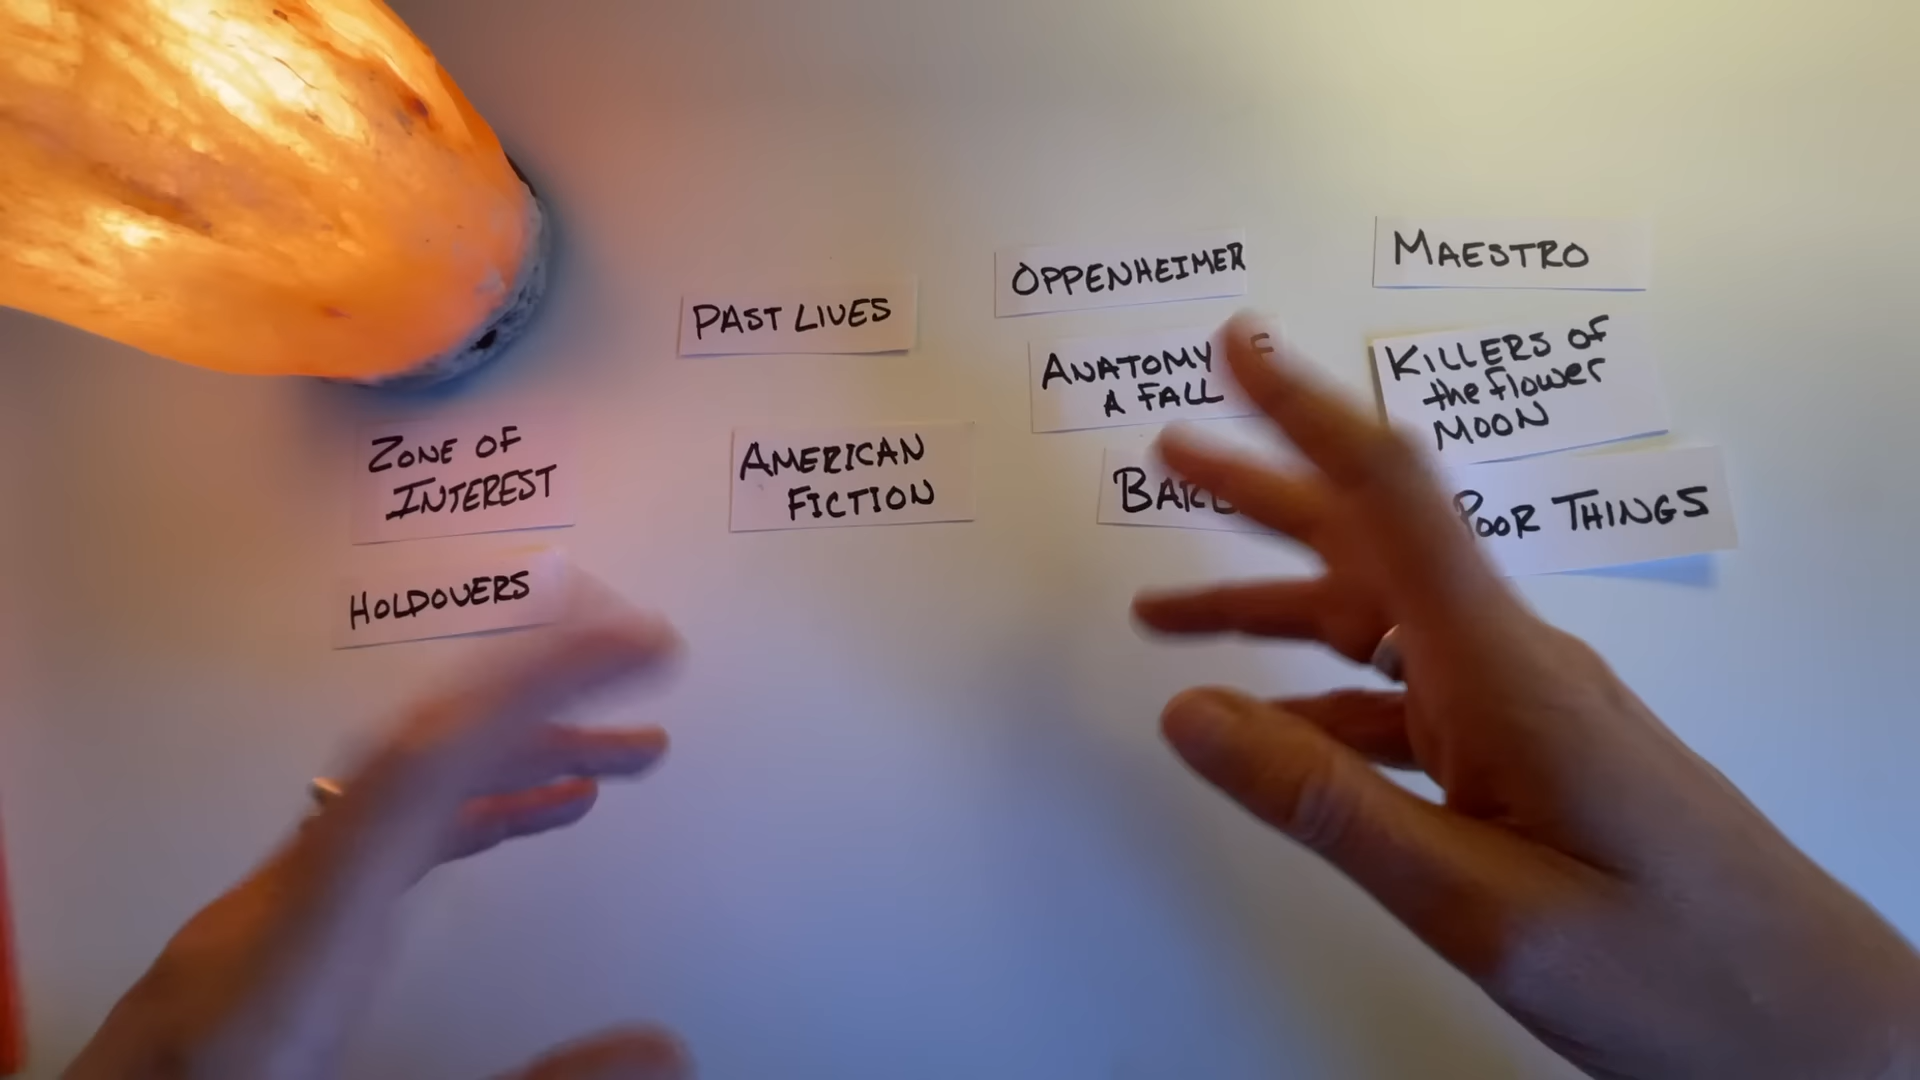 ZONE OF
INTEREST
HOLDOVERS
PAST LIVES
AMERICAN
FICTION
OPPENHEIMER
ANATOMY
A FALL
MAESTRO
KILLERS OF
the flower
MOON
POOR THINGS